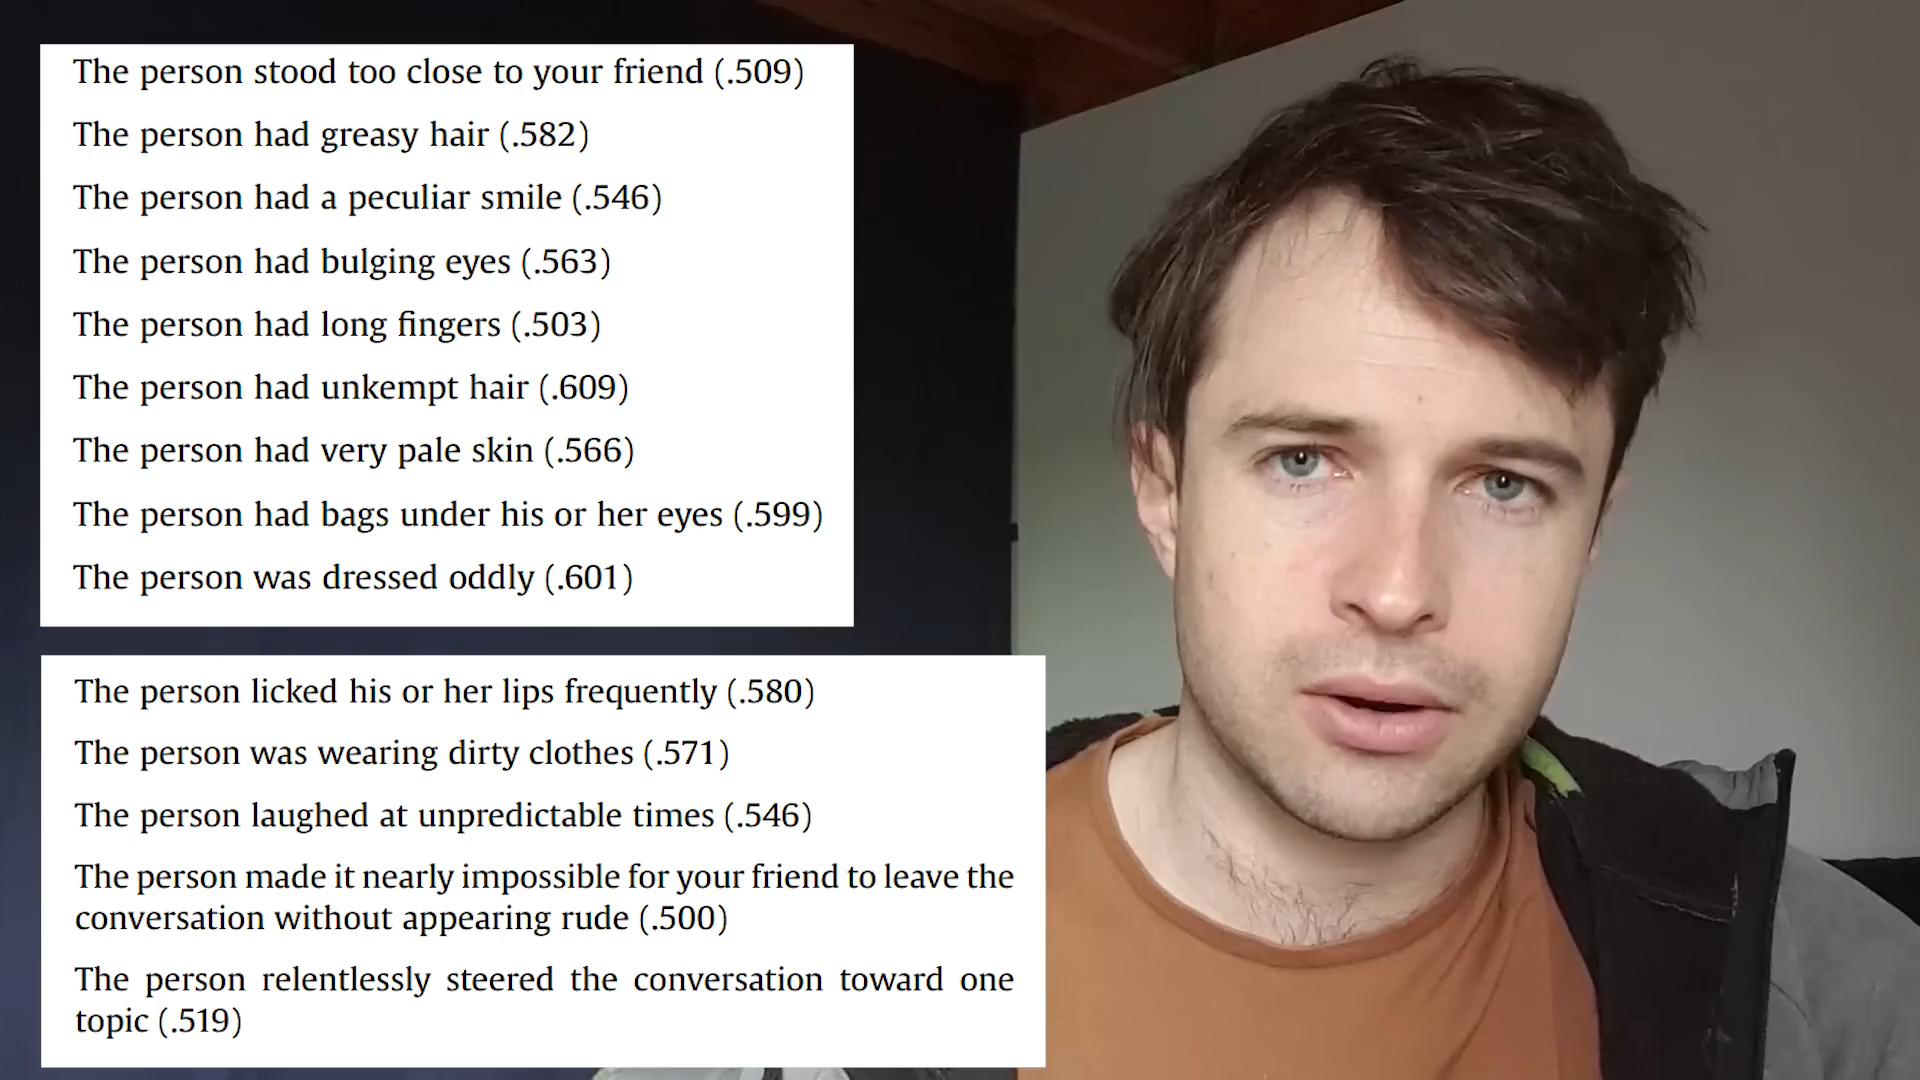 The person stood too close to your friend (.509)
The person had greasy hair (.582)
The person had a peculiar smile (.546)
The person had bulging eyes (.563)
The person had long fingers (.503)
The person had unkempt hair (.609)
The person had very pale skin (.566)
The person had bags under his or her eyes (.599)
The person was dressed oddly (.601)
The person licked his or her lips frequently (.580)
The person was wearing dirty clothes (.571)
The person laughed at unpredictable times (.546)
The person made it nearly impossible for your friend to leave the
conversation without appearing rude (.500)
The person relentlessly steered the conversation toward one
topic (.519)